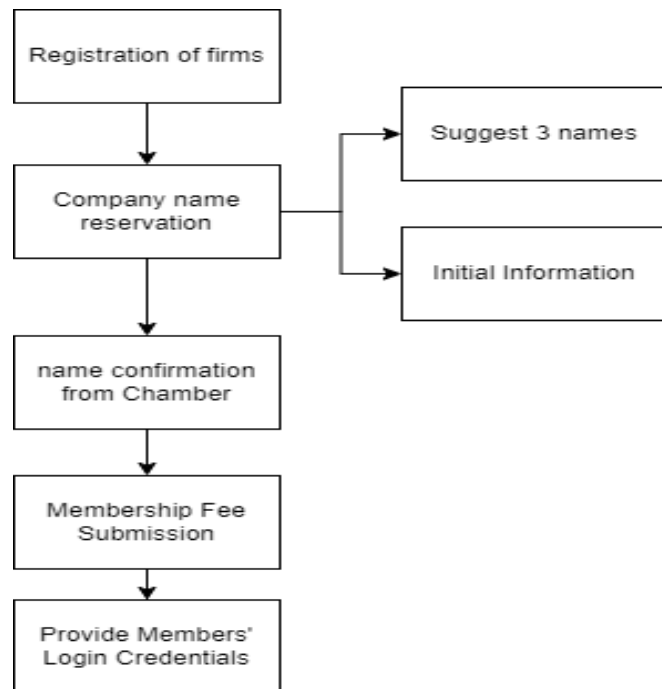 Registration of firms
Suggest 3 names
Company name
reservation
Initial Information
name confirmation
from Chamber
Membership Fee
Submission
Provide Members'
Login Credentials